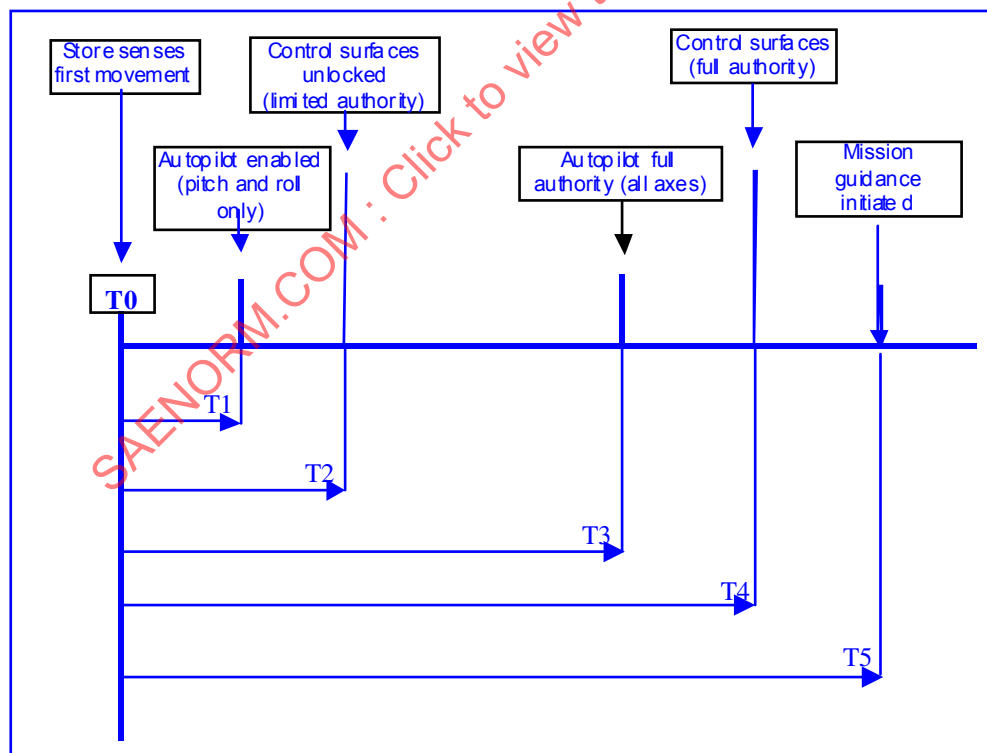 Store senses
first movement
Control surfaces
unlocked
(limited authority)
Control surfaces
(full authority)
Autopilot enabled
(pitch and roll
only)
Autopilot full
authority (all axes)
Mission
guidance
initiated
T0
T1
T2
T3
T4
T5
SAENORM.COM : Click to view